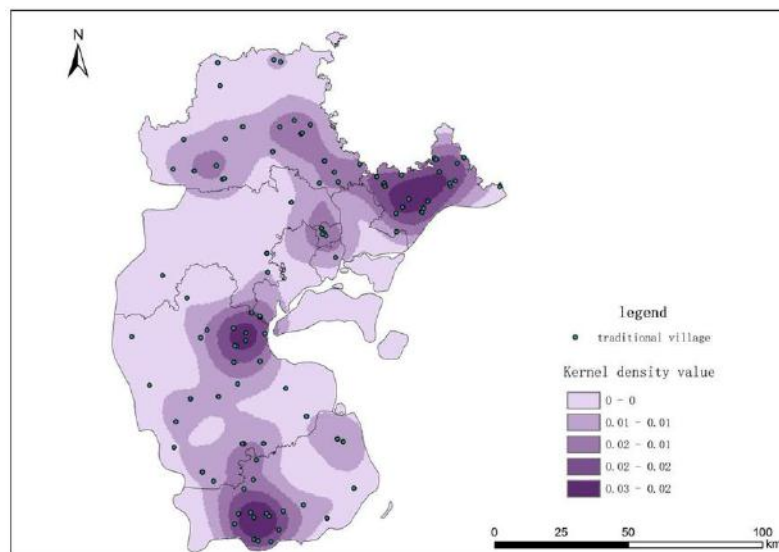 N
legend
traditional village
Kernel density value
0 - 0
0.01 - 0.01
0.02 - 0.01
0.02 - 0.02
0.03 - 0.02
0 25 50 100
km